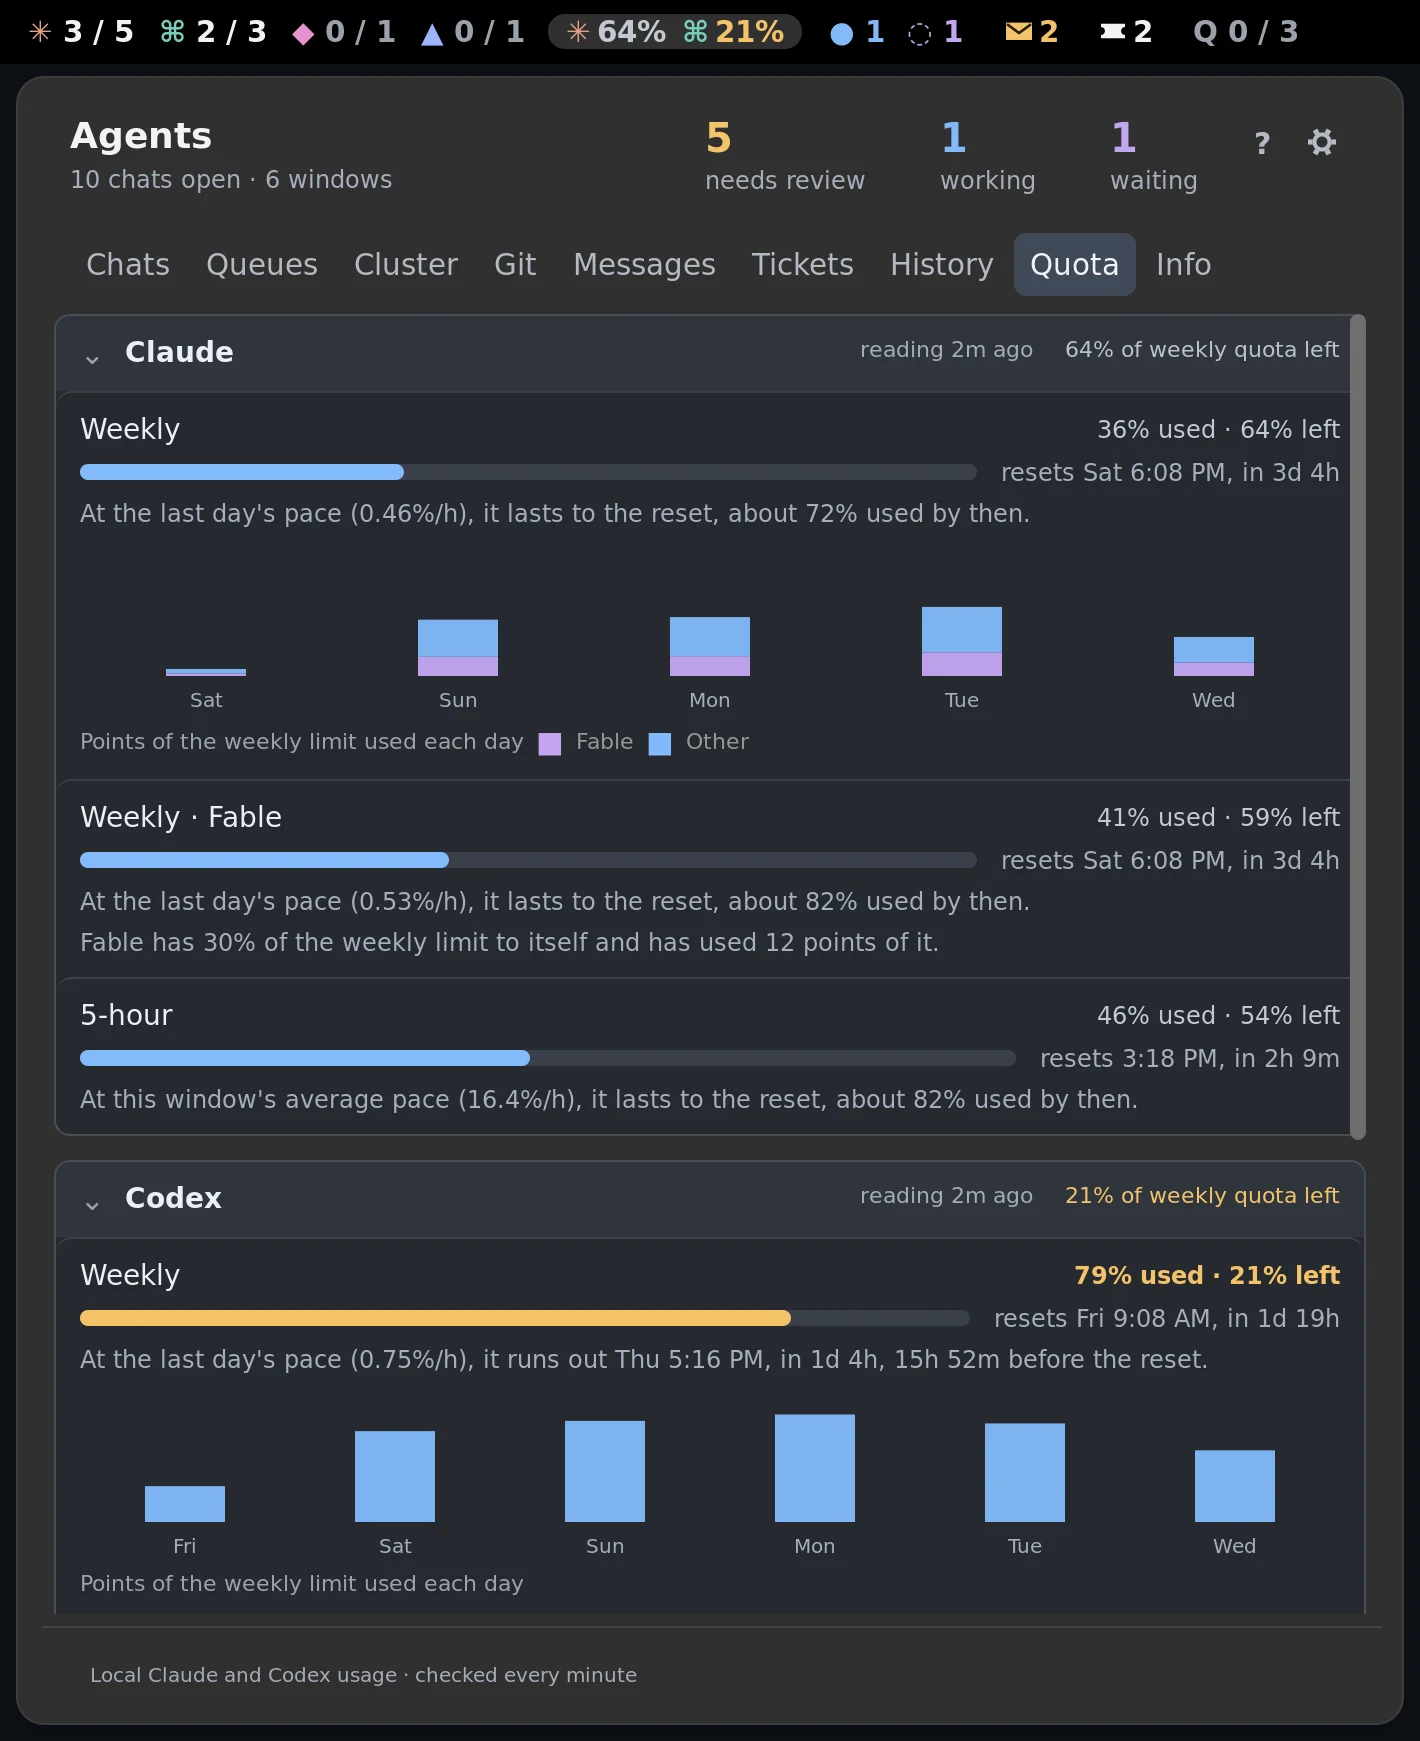 ✳ 3 / 5 ⌘ 2 / 3 ◆ 0 / 1 ▲ 0 / 1 ✳ 64% ⌘ 21% ● 1 ◌ 1 2 2 Q 0 / 3
Agents
10 chats open · 6 windows
5 needs review
1 working
1 waiting
?
Chats Queues Cluster Git Messages Tickets History Quota Info
Claude reading 2m ago 64% of weekly quota left
Weekly 36% used · 64% left
resets Sat 6:08 PM, in 3d 4h
At the last day's pace (0.46%/h), it lasts to the reset, about 72% used by then.
Sat Sun Mon Tue Wed
Points of the weekly limit used each day Fable Other
Weekly · Fable 41% used · 59% left
resets Sat 6:08 PM, in 3d 4h
At the last day's pace (0.53%/h), it lasts to the reset, about 82% used by then.
Fable has 30% of the weekly limit to itself and has used 12 points of it.
5-hour 46% used · 54% left
resets 3:18 PM, in 2h 9m
At this window's average pace (16.4%/h), it lasts to the reset, about 82% used by then.
Codex reading 2m ago 21% of weekly quota left
Weekly 79% used · 21% left
resets Fri 9:08 AM, in 1d 19h
At the last day's pace (0.75%/h), it runs out Thu 5:16 PM, in 1d 4h, 15h 52m before the reset.
Fri Sat Sun Mon Tue Wed
Points of the weekly limit used each day
Local Claude and Codex usage · checked every minute